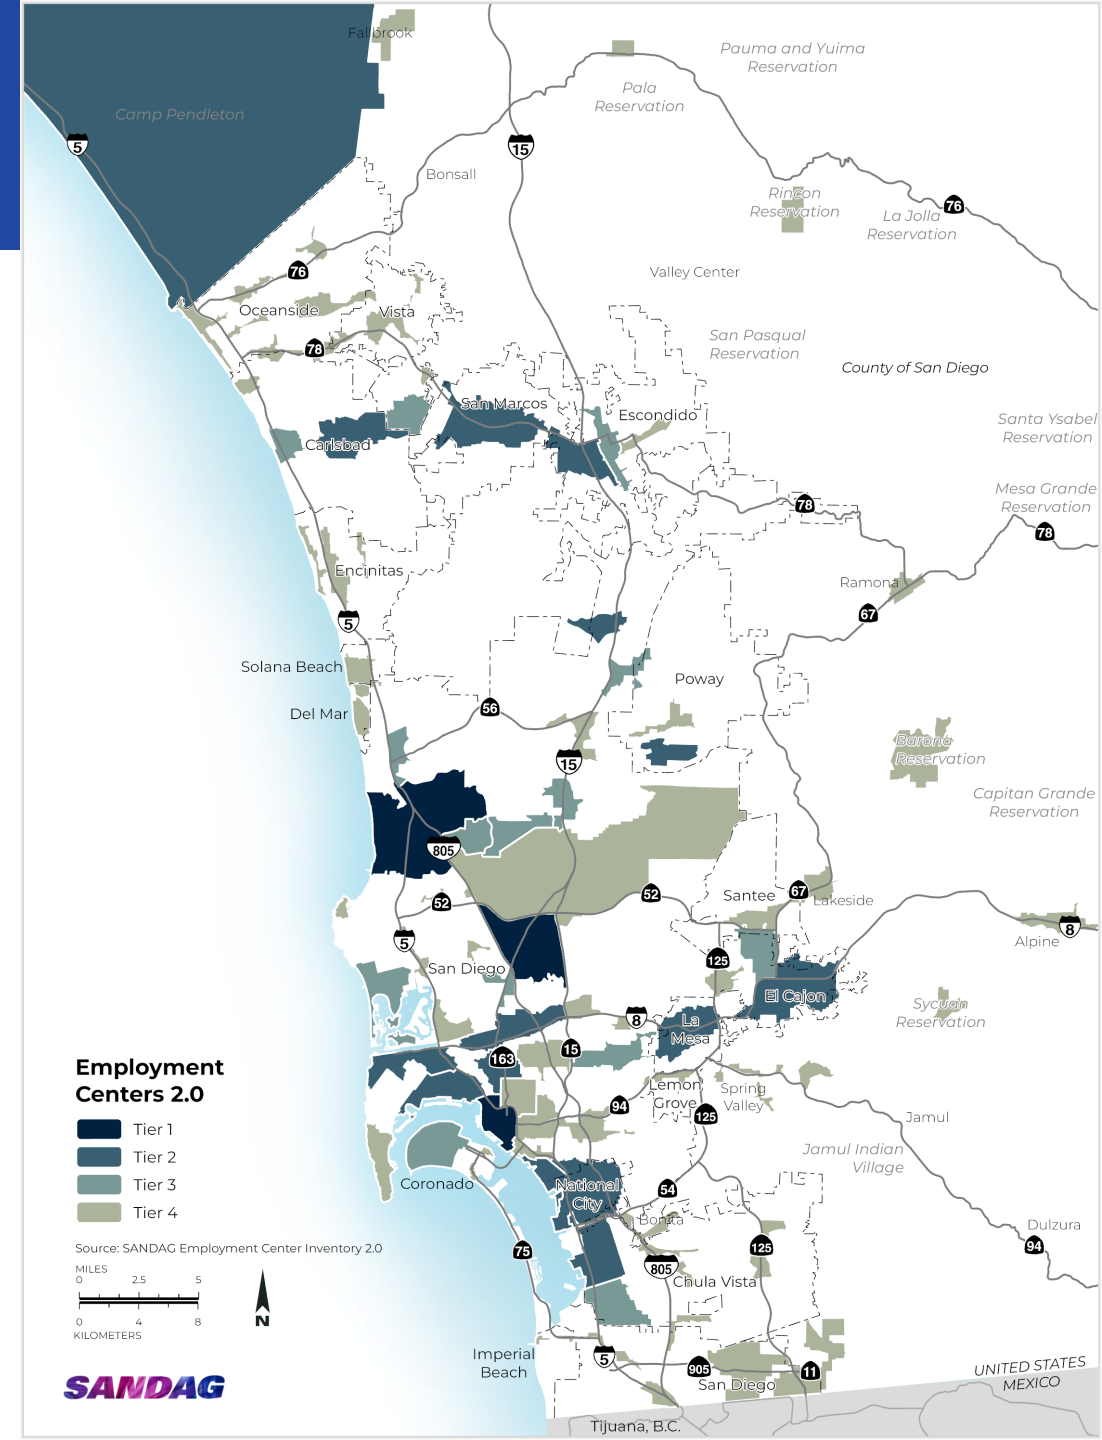 Fallbrook
Pauma and Yuima
Reservation
Pala
Reservation
Camp Pendleton
5
15
Bonsall
Rincon
Reservation
76
La Jolla
Reservation
76
Valley Center
Oceanside
Vista
78
San Pasqual
Reservation
County of San Diego
San Marcos
Escondido
Carlsbad
Santa Ysabel
Reservation
Mesa Grande
Reservation
78
78
Encinitas
Ramona
67
5
Solana Beach
Poway
Del Mar
56
15
Barona
Reservation
Capitan Grande
Reservation
805
52
52
Santee
67
Lakeside
5
8
Alpine
San Diego
125
El Cajon
Sycuan
Reservation
8
La
Mesa
163
15
Employment
Centers 2.0
Tier 1
Tier 2
Tier 3
Tier 4
Lemon
Grove
Spring
Valley
94
125
Jamul
Jamul Indian
Village
Coronado
National
City
54
Bonita
Dulzura
94
75
125
805
Chula Vista
Source: SANDAG Employment Center Inventory 2.0
MILES
0 2.5 5
0 4 8
KILOMETERS
N
Imperial
Beach
5
905
11
San Diego
UNITED STATES
MEXICO
SANDAG
Tijuana, B.C.